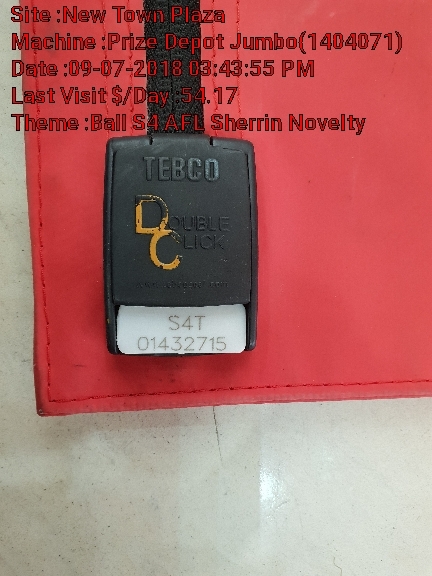 Site :New Town Plaza
Machine :Prize Depot Jumbo(1404071)
Date :09-07-2018 03:43:55 PM
Last Visit $/Day :54.17
Theme :Ball S4 AFL Sherrin Novelty
TEBCO
DOUBLE
CLICK
S4T
01432715